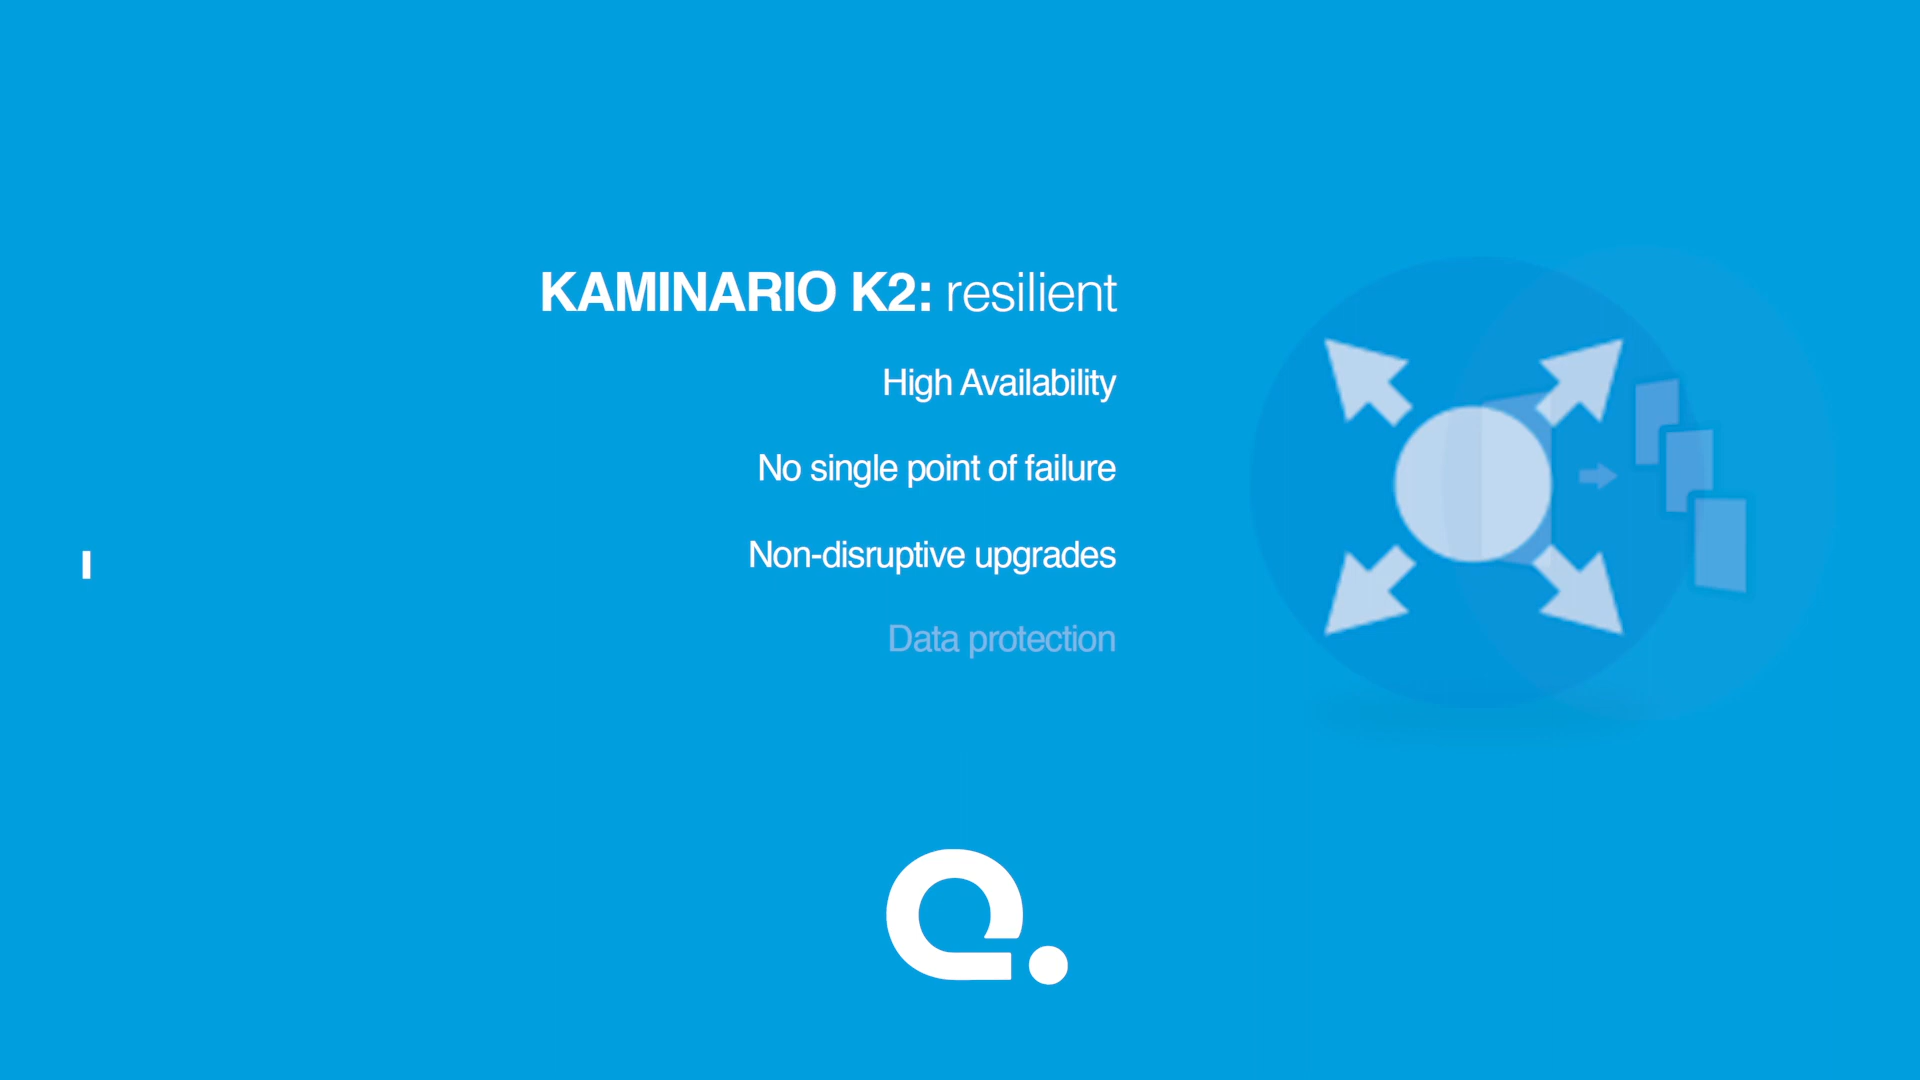 KAMINARIO K2: resilient
High Availability
No single point of failure
Non-disruptive upgrades
Data protection